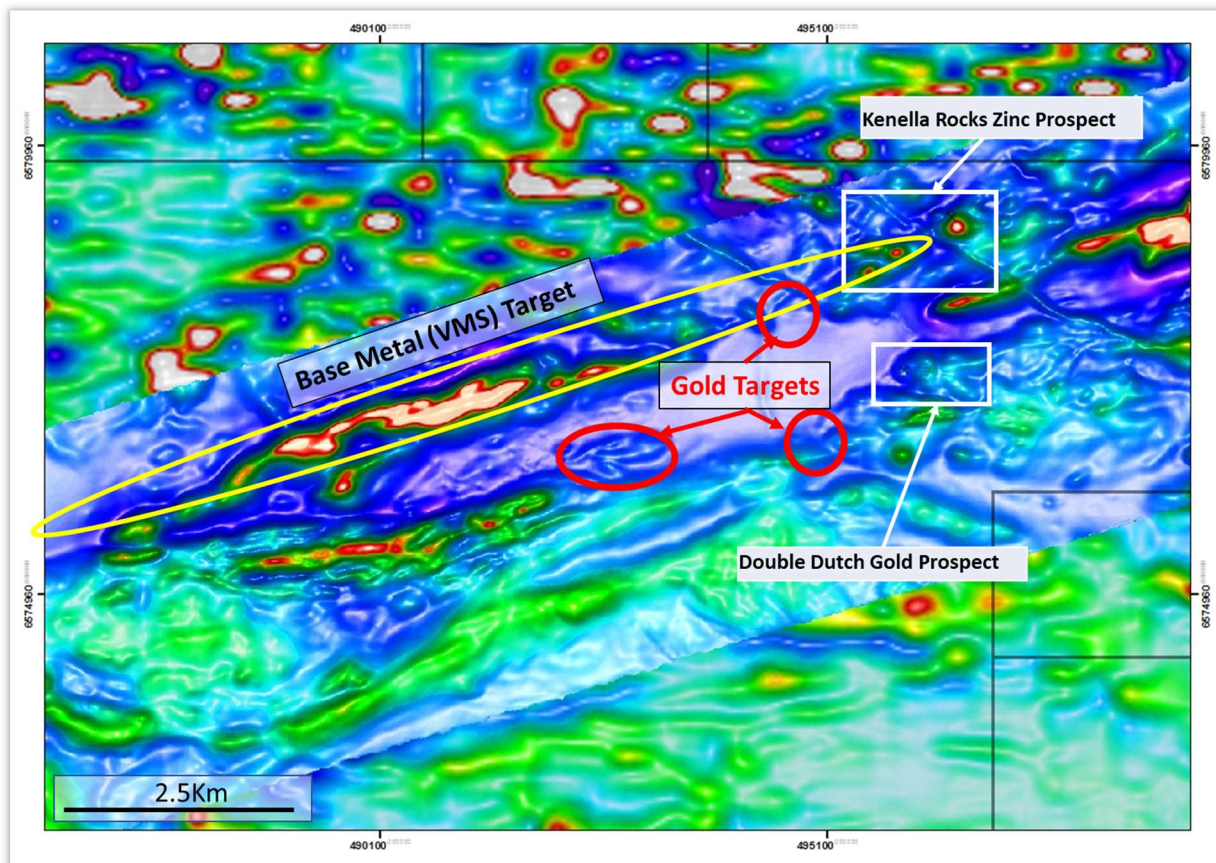 490100
495100
Kenella Rocks Zinc Prospect
6579960
6579960
Base Metal (VMS) Target
Gold Targets
Double Dutch Gold Prospect
6574960
6574960
2.5Km
490100
495100